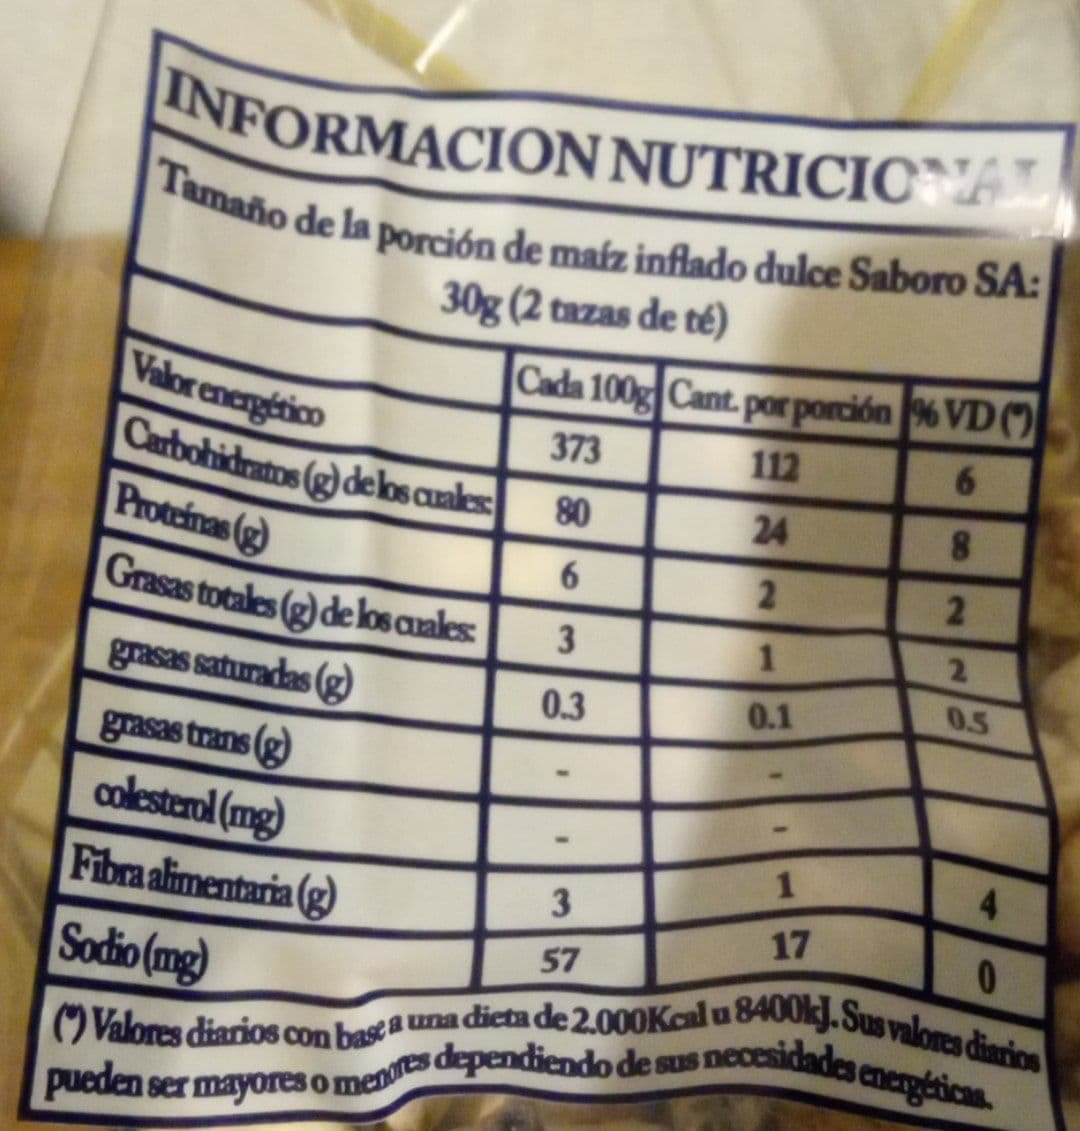 INFORMACION NUTRICIONAL
Tamaño de la porción de maíz inflado dulce Saboro SA:
30g (2 tazas de té)
Cada 100g Cant. por porción % VD (*)
Valor energético 373 112 6
Carbohidratos (g) de los cuales: 80 24 8
Proteínas (g) 6 2 2
Grasas totales (g) de los cuales: 3 1 2
grasas saturadas (g) 0.3 0.1 0.5
grasas trans (g) - -
colesterol (mg) - -
Fibra alimentaria (g) 3 1 4
Sodio (mg) 57 17 0
(*) Valores diarios con base a una dieta de 2.000Kcal u 8400kJ. Sus valores diarios
pueden ser mayores o menores dependiendo de sus necesidades energéticas.